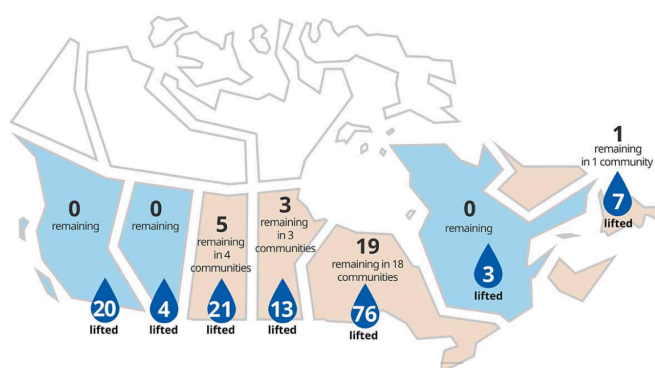 0
remaining
20
lifted
0
remaining
4
lifted
5
remaining
in 4
communities
21
lifted
3
remaining
in 3
communities
13
lifted
19
remaining in 18
communities
76
lifted
0
remaining
3
lifted
1
remaining
in 1 community
7
lifted